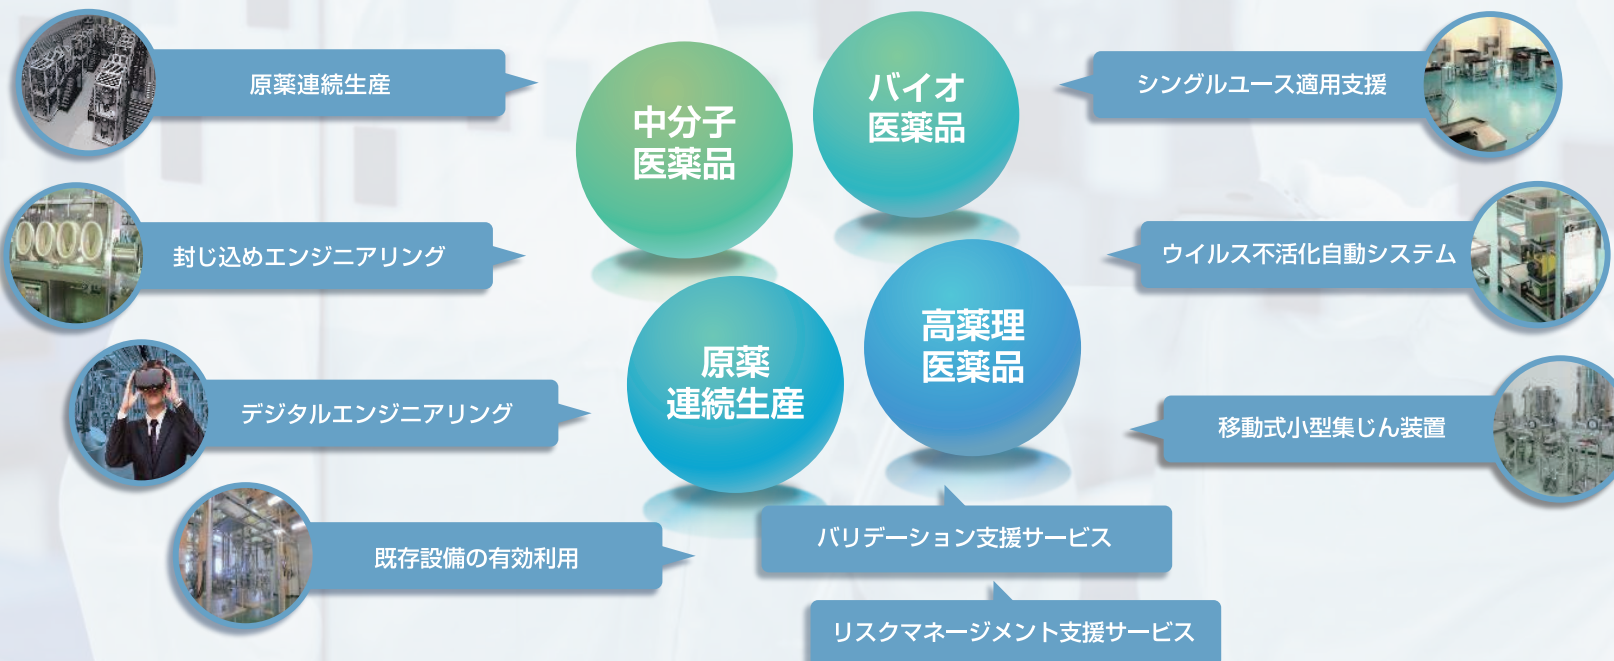 原薬連続生産
封じ込めエンジニアリング
デジタルエンジニアリング
既存設備の有効利用
中分子
医薬品
バイオ
医薬品
原薬
連続生産
高薬理
医薬品
シングルユース適用支援
ウイルス不活化自動システム
移動式小型集じん装置
バリデーション支援サービス
リスクマネージメント支援サービス